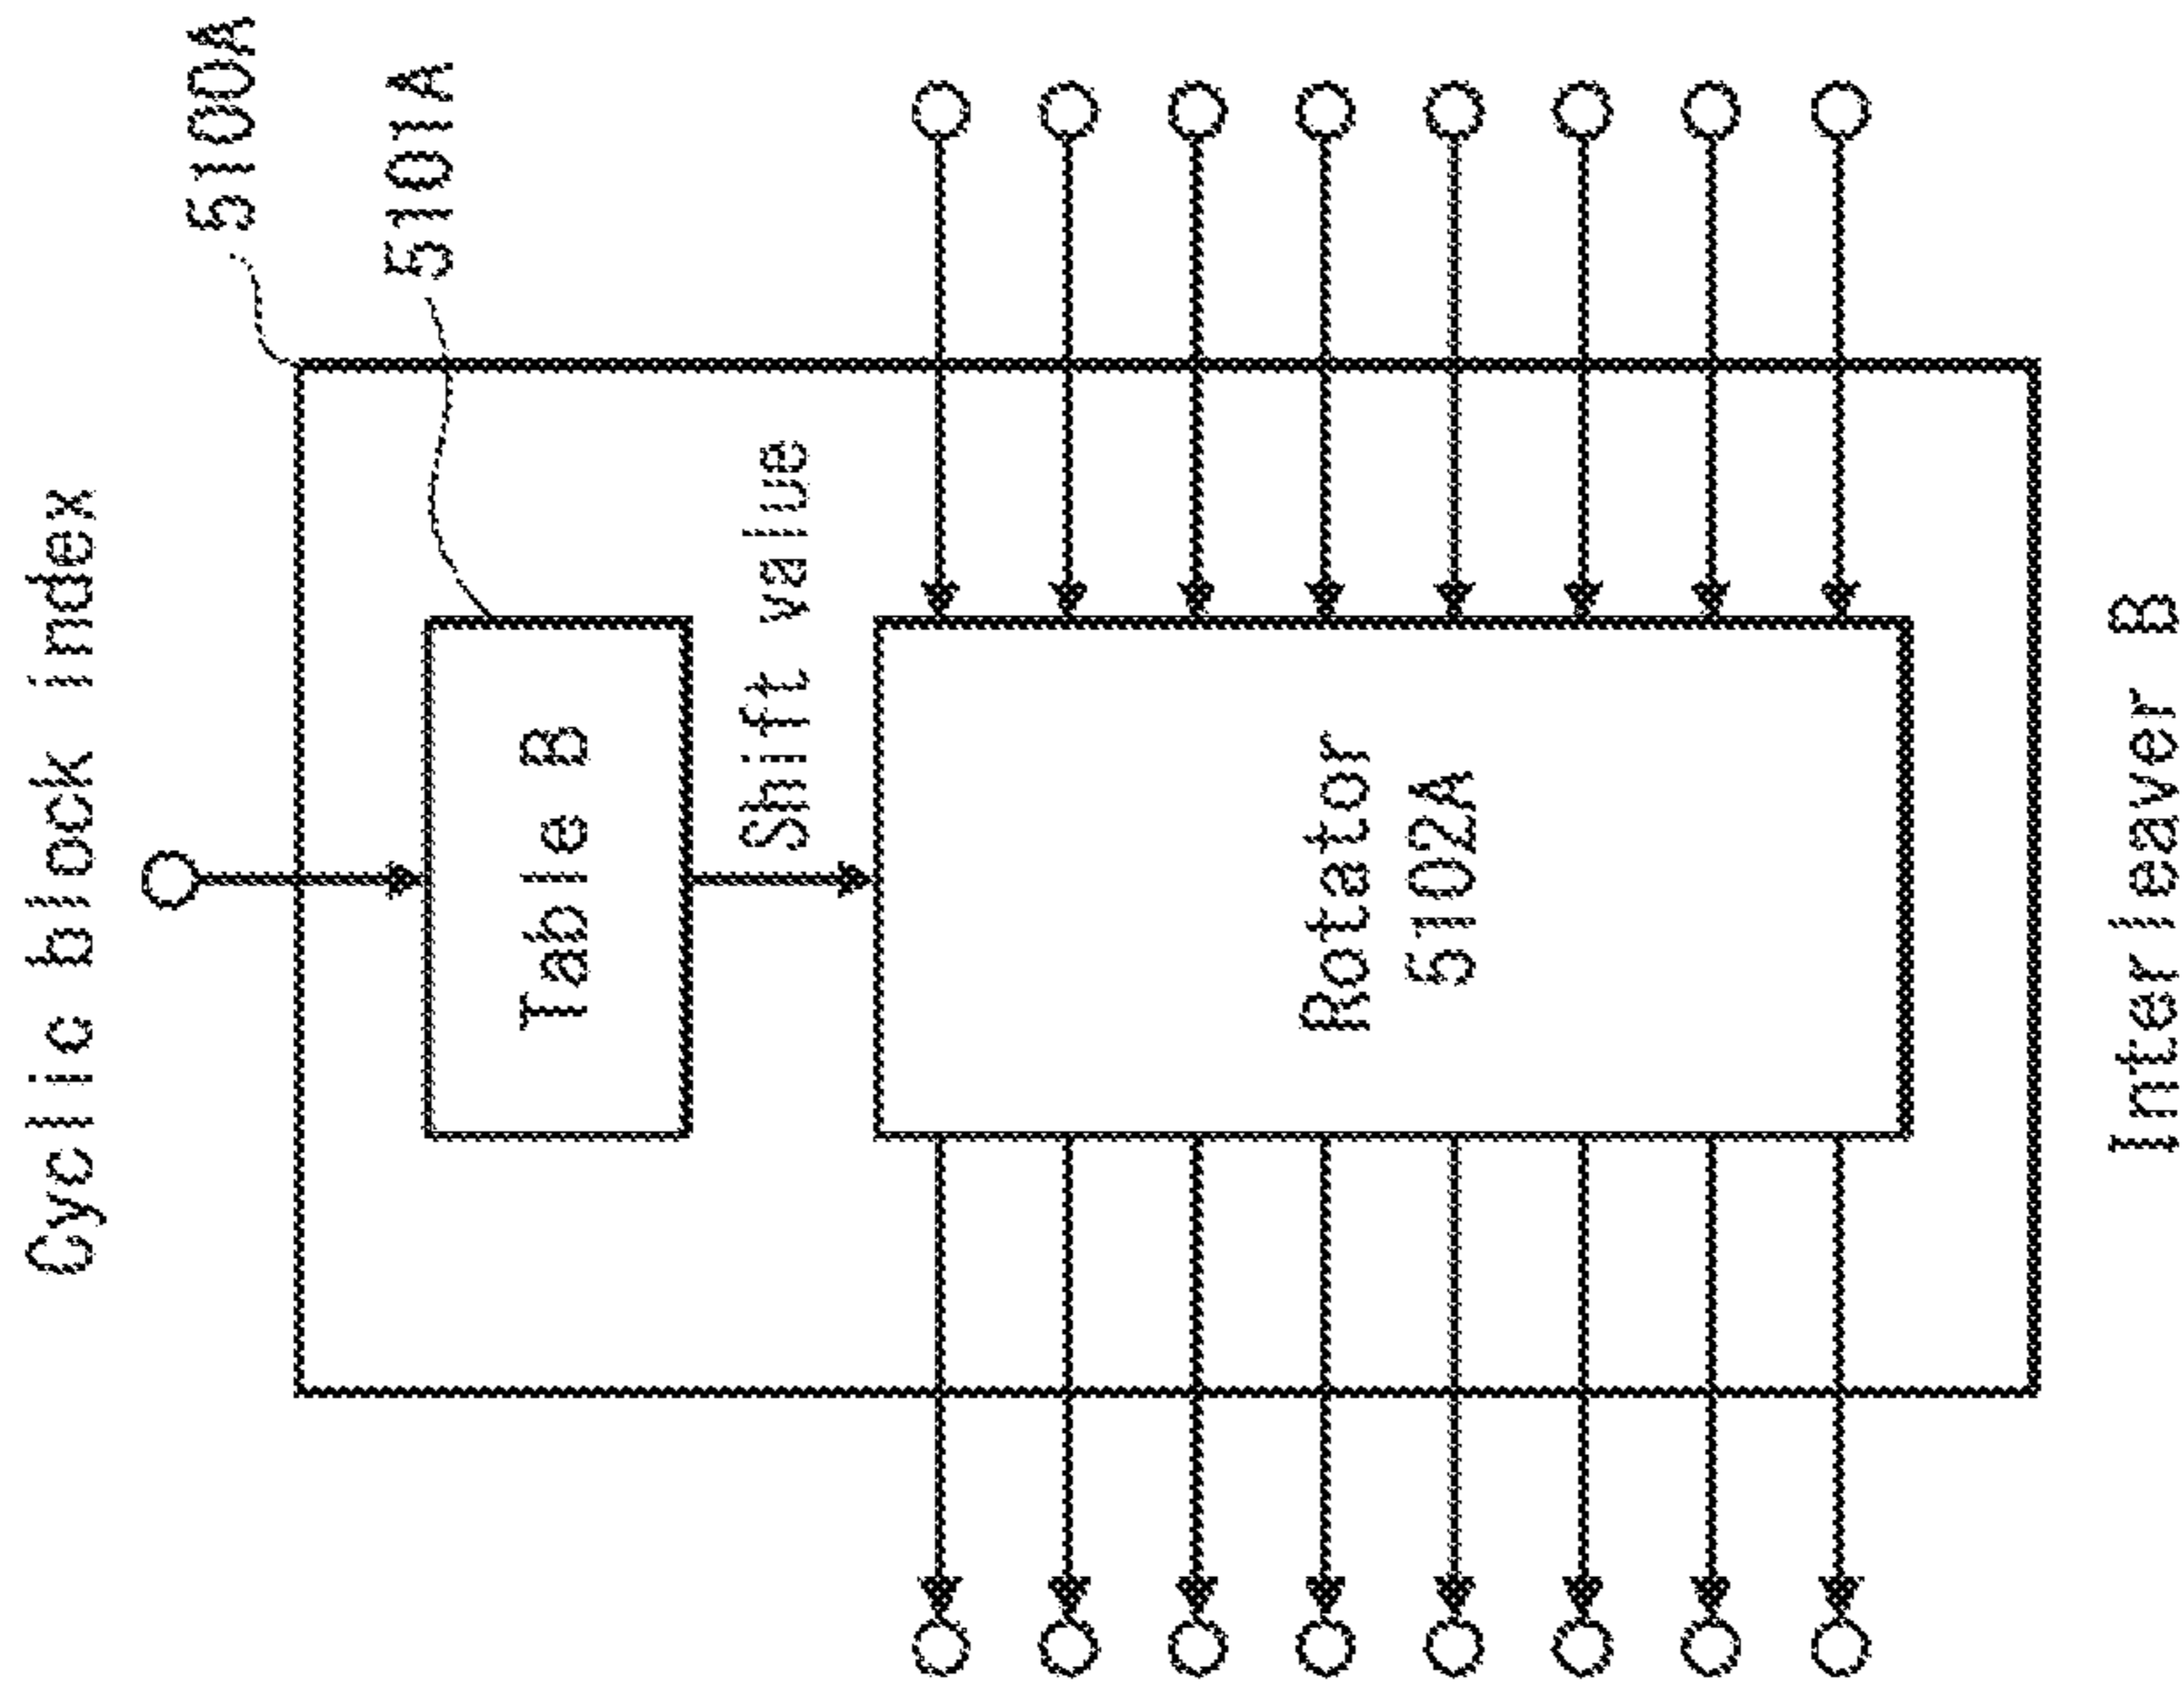 Cyclic block index
5100A
5101A
Table B
Shift value
Rotator
5102A
Interleaver B